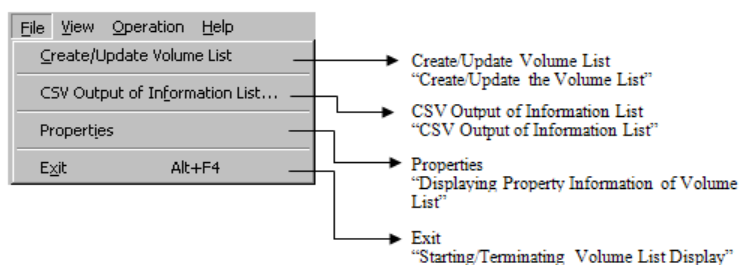 File View Operation Help
Create/Update Volume List
CSV Output of Information List...
Properties
Exit Alt+F4
Create/Update Volume List
“Create/Update the Volume List”
CSV Output of Information List
“CSV Output of Information List”
Properties
“Displaying Property Information of Volume
List”
Exit
“Starting/Terminating Volume List Display”